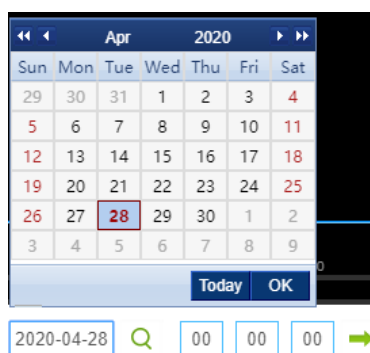 Apr 2020
Sun Mon Tue Wed Thu Fri Sat
29 30 31 1 2 3 4
5 6 7 8 9 10 11
12 13 14 15 16 17 18
19 20 21 22 23 24 25
26 27 28 29 30 1 2
3 4 5 6 7 8 9
0
Today OK
2020-04-28 00 00 00